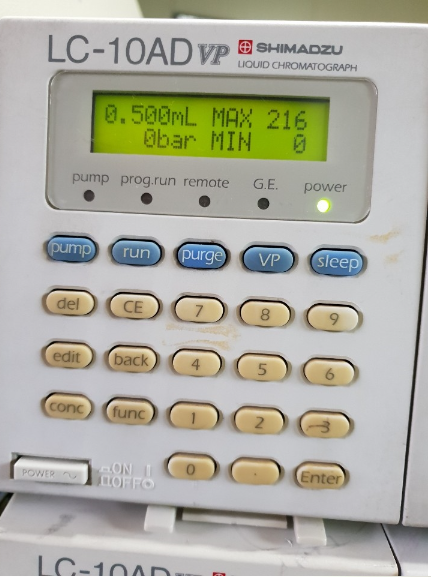 LC-10AD VP SHIMADZU
LIQUID CHROMATOGRAPH
0.500mL MAX 216
0bar MIN 0
pump prog.run remote G.E. power
pump run purge VP sleep
del CE 7 8 9
edit back 4 5 6
conc func 1 2 3
POWER ON
OFF
0 . Enter
LC-10AD